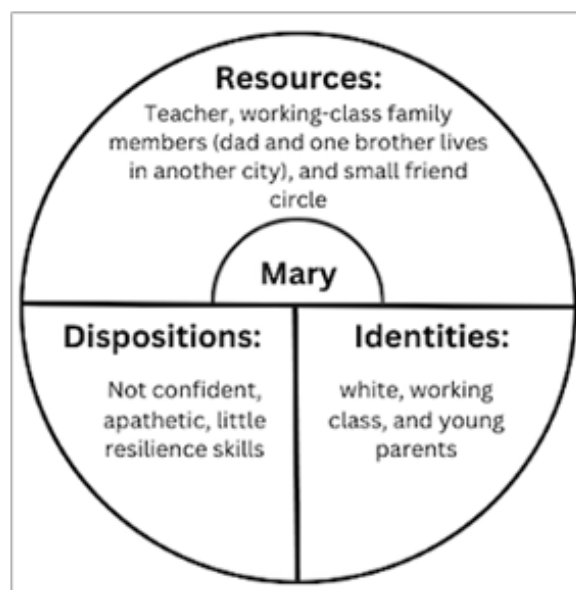 Resources:
Teacher, working-class family
members (dad and one brother lives
in another city), and small friend
circle
Mary
Dispositions:
Not confident,
apathetic, little
resilience skills
Identities:
white, working
class, and young
parents